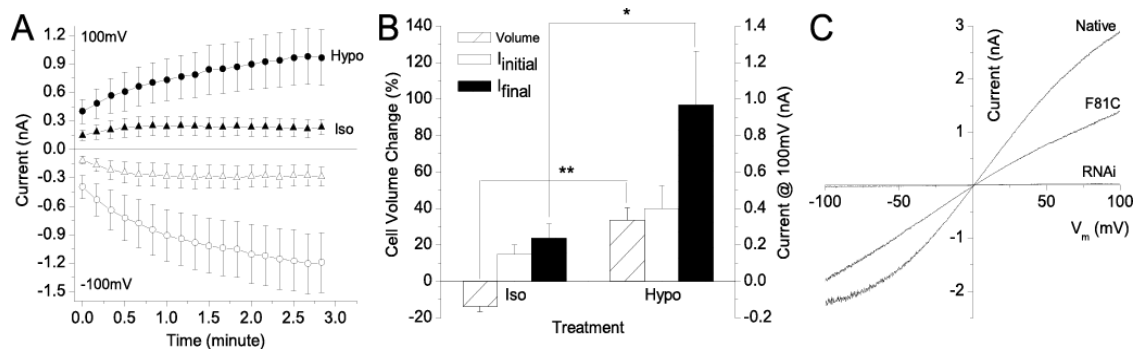 A
100mV
Hypo
Iso
-100mV
1.2
0.9
0.6
0.3
0.0
-0.3
-0.6
-0.9
-1.2
-1.5
Current (nA)
0.0 0.5 1.0 1.5 2.0 2.5 3.0
Time (minute)
B
*
**
Volume
Iinitial
Ifinal
140
120
100
80
60
40
20
0
-20
Cell Volume Change (%)
1.4
1.2
1.0
0.8
0.6
0.4
0.2
0.0
-0.2
Current @ 100mV (nA)
Iso Hypo
Treatment
C
3
2
1
-1
-2
Current (nA)
Native
F81C
RNAi
-100 -50 50 100
Vm (mV)